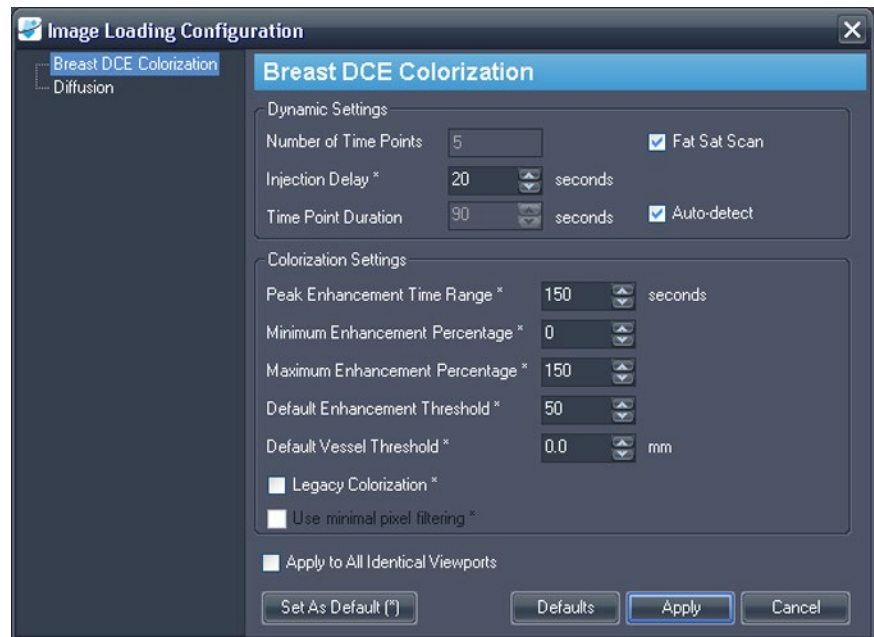 Image Loading Configuration
Breast DCE Colorization
Diffusion
Breast DCE Colorization
Dynamic Settings
Number of Time Points 5 Fat Sat Scan
Injection Delay * 20 seconds
Time Point Duration 90 seconds Auto-detect
Colorization Settings
Peak Enhancement Time Range * 150 seconds
Minimum Enhancement Percentage * 0
Maximum Enhancement Percentage * 150
Default Enhancement Threshold * 50
Default Vessel Threshold * 0.0 mm
Legacy Colorization *
Use minimal pixel filtering *
Apply to All Identical Viewports
Set As Default (*) Defaults Apply Cancel